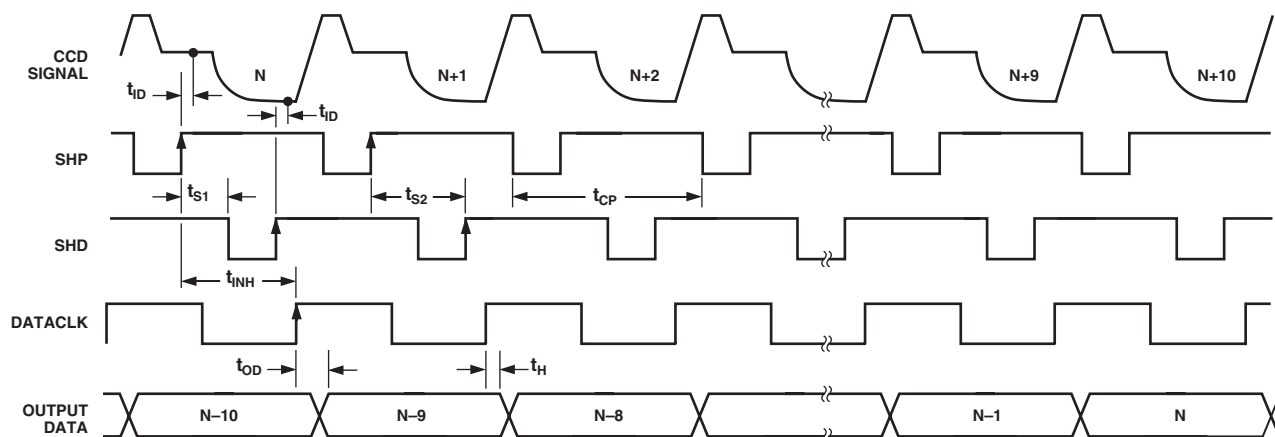 CCD
SIGNAL
N
N+1
N+2
N+9
N+10
tID
tID
SHP
tS1
tS2
tCP
SHD
tINH
DATACLK
tOD
tH
OUTPUT
DATA
N–10
N–9
N–8
N–1
N